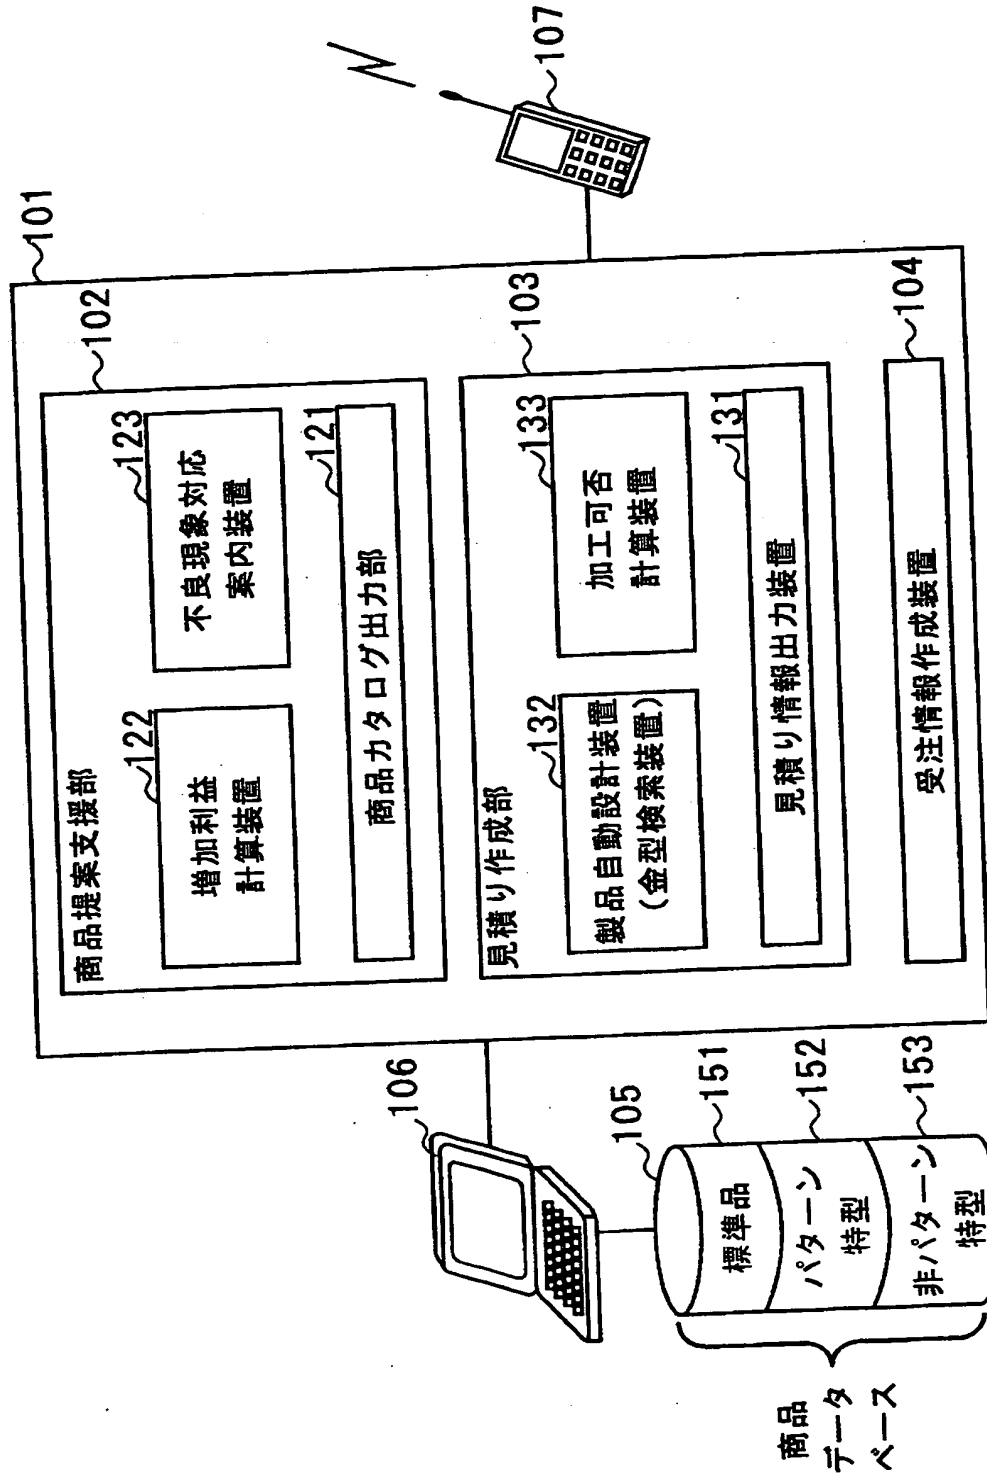 101
102
商品提案支援部
122
増加利益
計算装置
123
不良現象対応
案内装置
121
商品カタログ出力部
103
見積り作成部
132
製品自動設計装置
(金型検索装置)
133
加工可否
計算装置
131
見積り情報出力装置
104
受注情報作成装置
106
107
105
標準品
151
パターン
特型
152
非パターン
特型
153
商品
データ
ベース